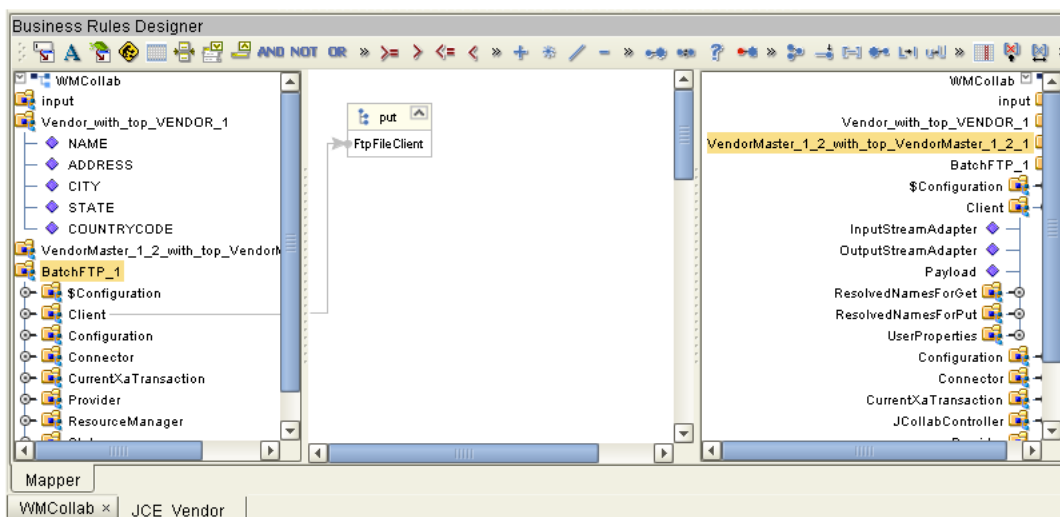 Business Rules Designer
A AND NOT OR » >= > <= < » + * / - » ? » »
WMCollab
input
Vendor_with_top_VENDOR_1
NAME
ADDRESS
CITY
STATE
COUNTRYCODE
VendorMaster_1_2_with_top_VendorM
BatchFTP_1
$Configuration
Client
Configuration
Connector
CurrentXaTransaction
Provider
ResourceManager
put
FtpFileClient
WMCollab
input
Vendor_with_top_VENDOR_1
VendorMaster_1_2_with_top_VendorMaster_1_2_1
BatchFTP_1
$Configuration
Client
InputStreamAdapter
OutputStreamAdapter
Payload
ResolvedNamesForGet
ResolvedNamesForPut
UserProperties
Configuration
Connector
CurrentXaTransaction
JCollabController
Mapper
WMCollab ×
JCE_Vendor